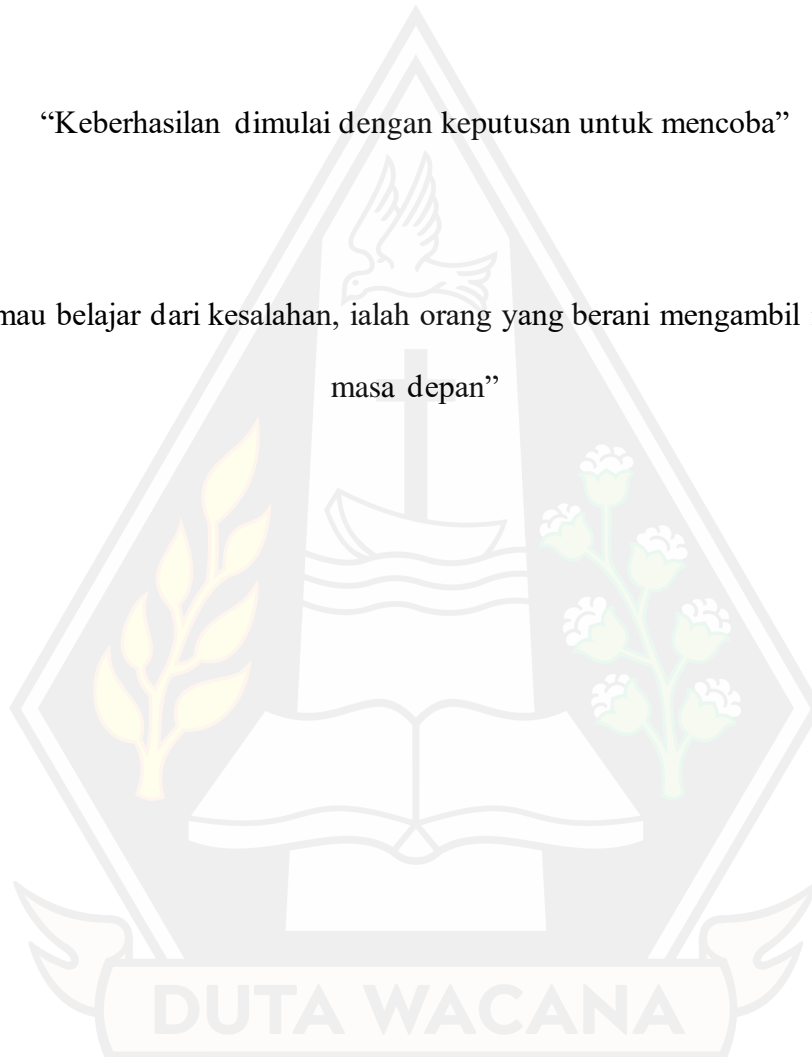 “Keberhasilan dimulai dengan keputusan untuk mencoba”
mau belajar dari kesalahan, ialah orang yang berani mengambil
masa depan”
DUTA WACANA